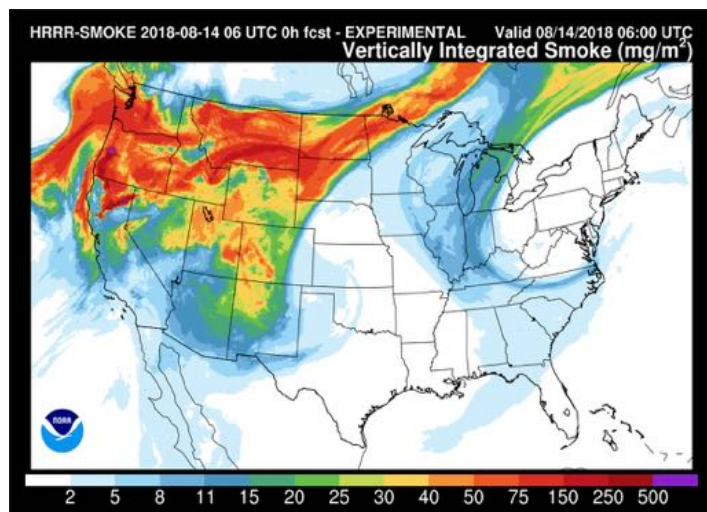 HRRR-SMOKE 2018-08-14 06 UTC 0h fcst - EXPERIMENTAL Valid 08/14/2018 06:00 UTC
Vertically Integrated Smoke (mg/m²)
NOAA
2 5 8 11 15 20 25 30 40 50 75 150 250 500